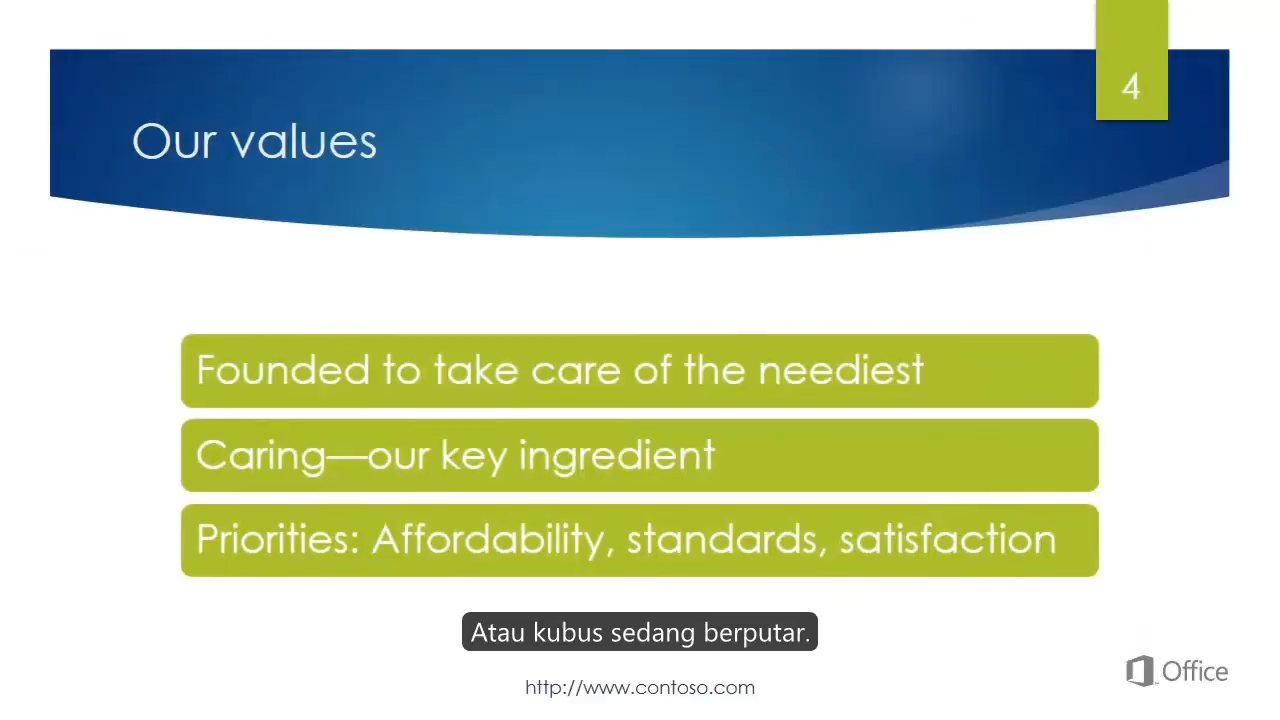 4
Our values
Founded to take care of the neediest
Caring—our key ingredient
Priorities: Affordability, standards, satisfaction
Atau kubus sedang berputar.
http://www.contoso.com
Office